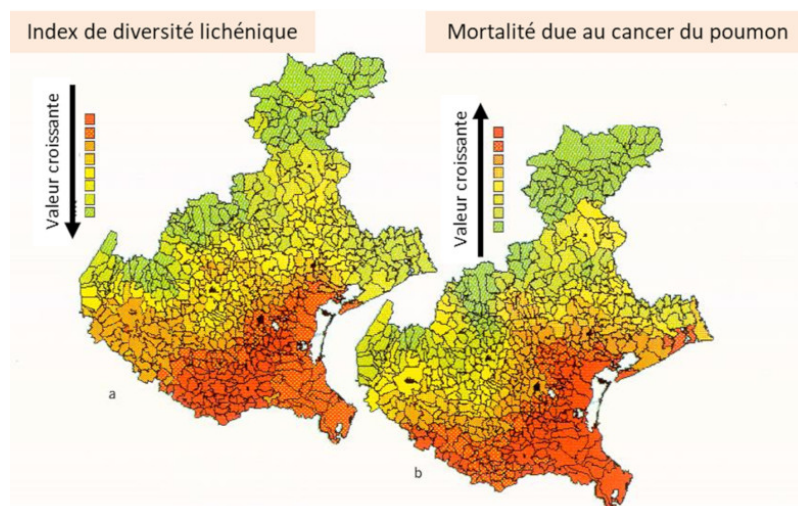 Index de diversité lichénique
Mortalité due au cancer du poumon
Valeur croissante
Valeur croissante
a
b